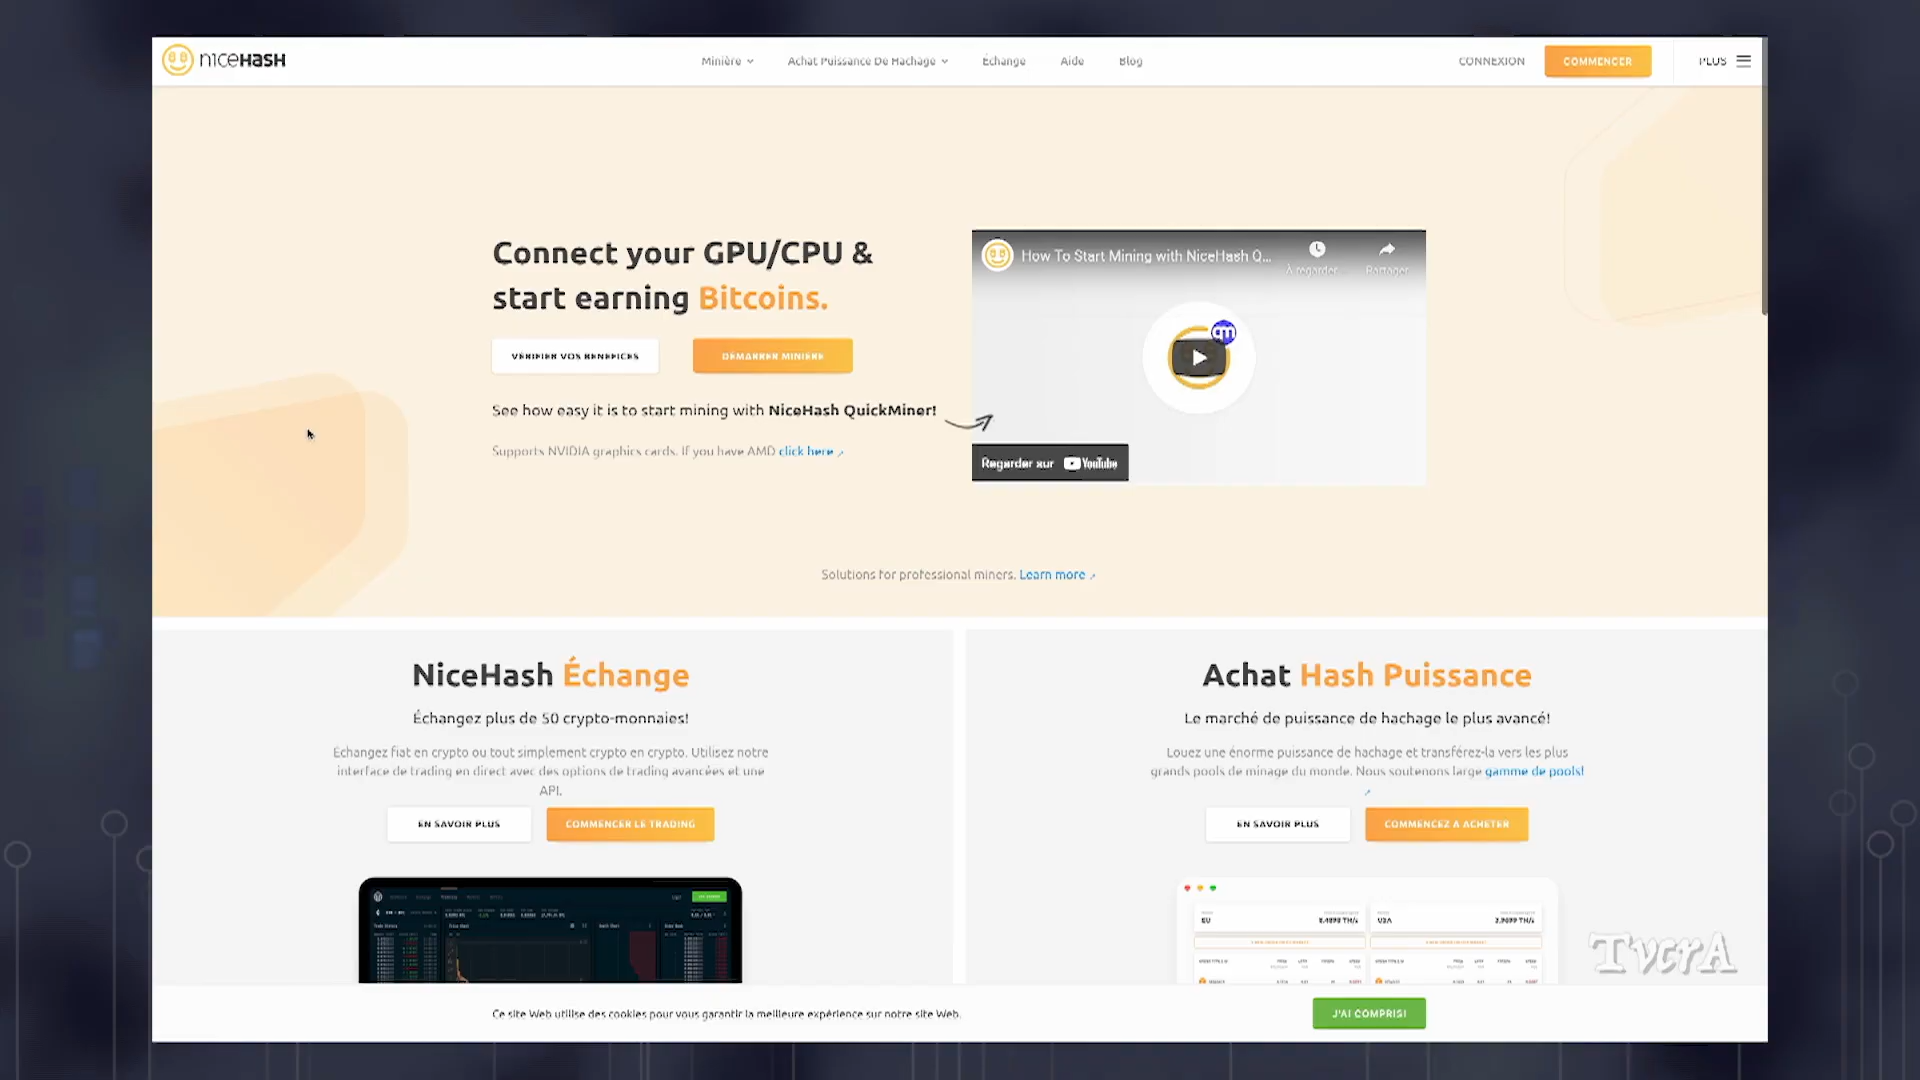 nicehash
Minière
Achat Puissance De Hachage
Échange
Aide
Blog
CONNEXION
COMMENCER
PLUS
Connect your GPU/CPU &
start earning Bitcoins.
VÉRIFIER VOS BÉNÉFICES
DÉMARRER MINIÈRE
See how easy it is to start mining with NiceHash QuickMiner!
Supports NVIDIA graphics cards. If you have AMD click here
How To Start Mining with NiceHash Q...
À regarder...
Partager
qm
Regarder sur YouTube
Solutions for professional miners. Learn more
NiceHash Échange
Échangez plus de 50 crypto-monnaies!
Échangez fiat en crypto ou tout simplement crypto en crypto. Utilisez notre
interface de trading en direct avec des options de trading avancées et une
API.
EN SAVOIR PLUS
COMMENCER LE TRADING
Achat Hash Puissance
Le marché de puissance de hachage le plus avancé!
Louez une énorme puissance de hachage et transférez-la vers les plus
grands pools de minage du monde. Nous soutenons large gamme de pools!
EN SAVOIR PLUS
COMMENCEZ À ACHETER
EU
USA
TvcrA
Ce site Web utilise des cookies pour vous garantir la meilleure expérience sur notre site Web.
J'AI COMPRIS!